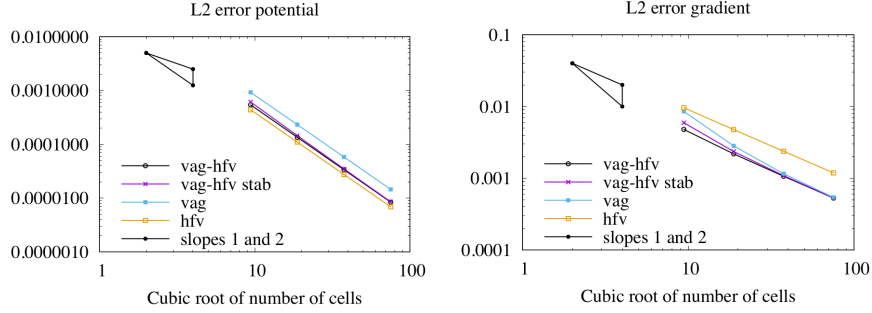 L2 error potential
0.0100000
0.0010000
0.0001000
0.0000100
0.0000010
vag-hfv
vag-hfv stab
vag
hfv
slopes 1 and 2
1
10
100
Cubic root of number of cells
L2 error gradient
0.1
0.01
0.001
0.0001
vag-hfv
vag-hfv stab
vag
hfv
slopes 1 and 2
1
10
100
Cubic root of number of cells